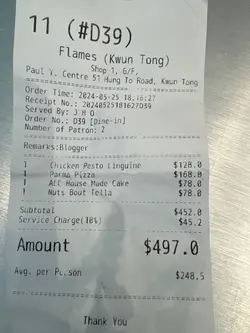 11 (#D39)
Flames (Kwun Tong)
Shop 1, G/F,
Paul Y. Centre 51 Hung To Road, Kwun Tong
Order Time: 2024-05-25 18:16:27
Receipt No.: 20240525181627D39
Served By: J H O
Order No.: D39 [Dine-in]
Number of Patron: 2
Remarks:Blogger
1 Chicken Pesto Linguine $128.0
1 Parma Pizza $168.0
1 ALC House Made Cake $78.0
1 Nuts Bout Tella $78.0
Subtotal $452.0
Service Charge(10%) $45.2
Amount $497.0
Avg. per Person $248.5
Thank You